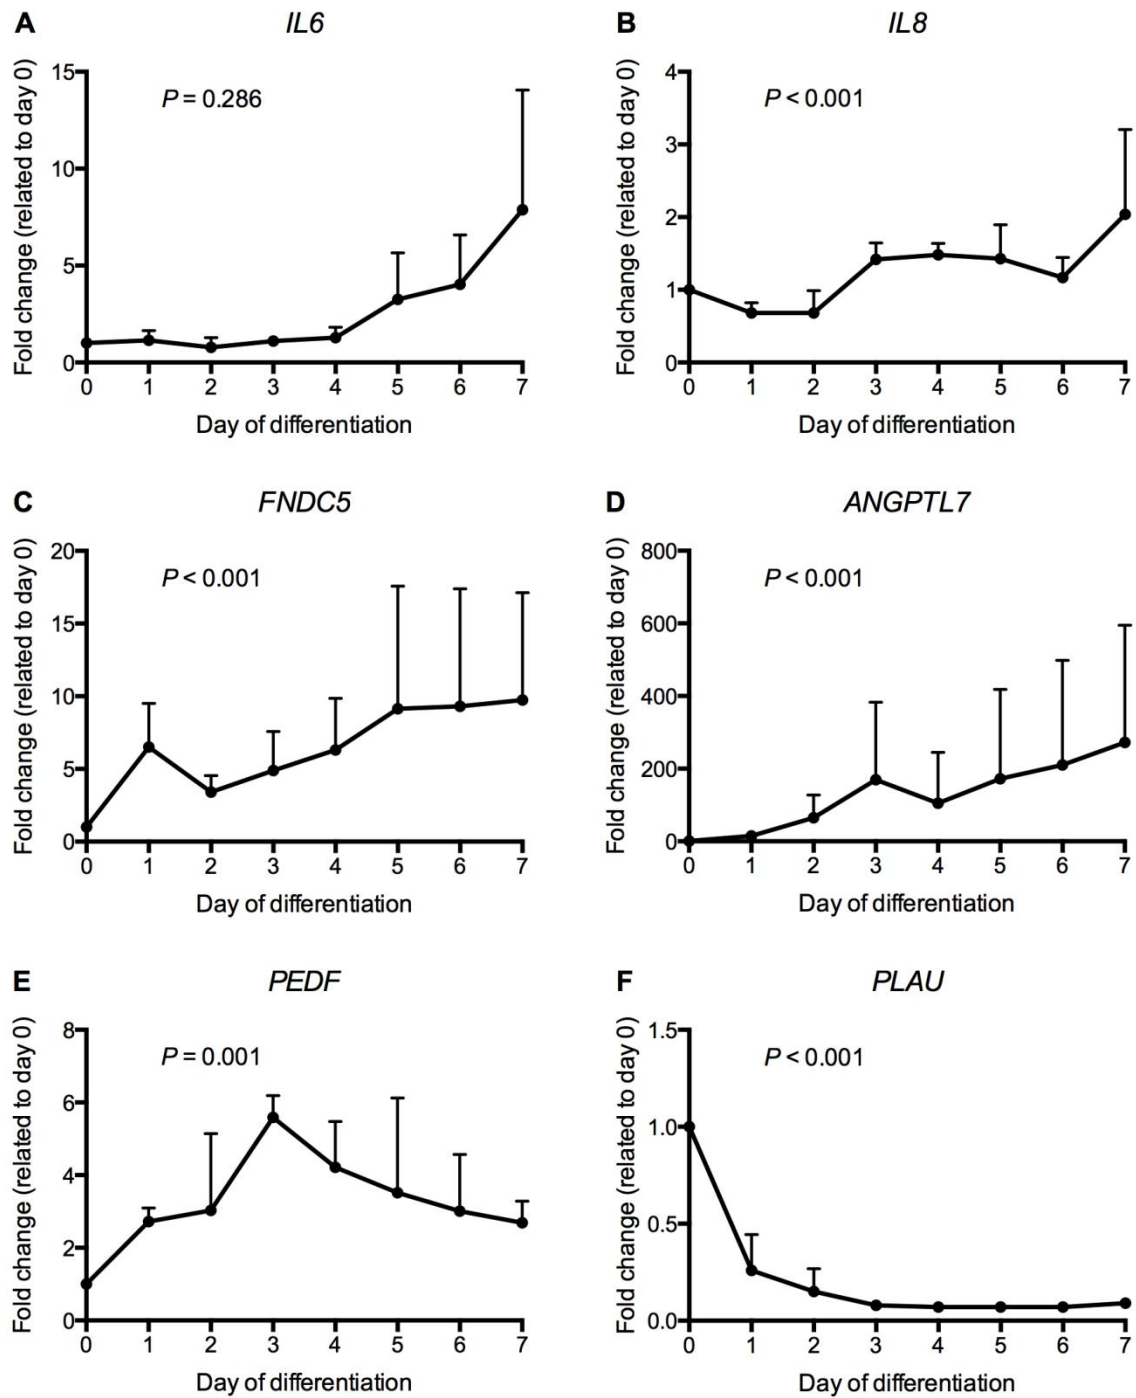 A IL6
Fold change (related to day 0)
15
10
5
0
P = 0.286
0 1 2 3 4 5 6 7
Day of differentiation
B IL8
Fold change (related to day 0)
4
3
2
1
0
P < 0.001
0 1 2 3 4 5 6 7
Day of differentiation
C FNDC5
Fold change (related to day 0)
20
15
10
5
0
P < 0.001
0 1 2 3 4 5 6 7
Day of differentiation
D ANGPTL7
Fold change (related to day 0)
800
600
400
200
0
P < 0.001
0 1 2 3 4 5 6 7
Day of differentiation
E PEDF
Fold change (related to day 0)
8
6
4
2
0
P = 0.001
0 1 2 3 4 5 6 7
Day of differentiation
F PLAU
Fold change (related to day 0)
1.5
1.0
0.5
0.0
P < 0.001
0 1 2 3 4 5 6 7
Day of differentiation